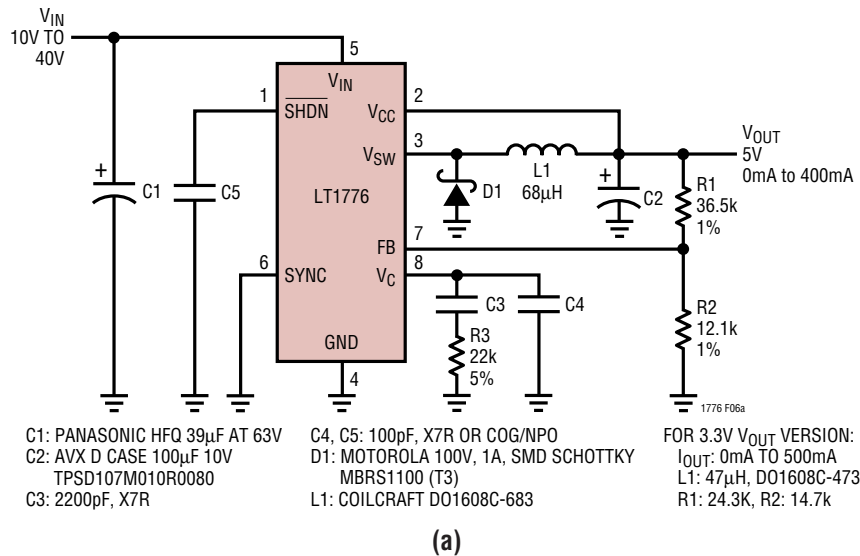 VIN
10V TO
40V
5
VIN
1
SHDN
VCC
2
VSW
3
LT1776
FB
7
6
SYNC
VC
8
GND
4
+
C1
C5
D1
L1
68μH
+
C2
VOUT
5V
0mA to 400mA
R1
36.5k
1%
R2
12.1k
1%
C3
R3
22k
5%
C4
1776 F06a
C1: PANASONIC HFQ 39μF AT 63V
C2: AVX D CASE 100μF 10V
TPSD107M010R0080
C3: 2200pF, X7R
C4, C5: 100pF, X7R OR COG/NPO
D1: MOTOROLA 100V, 1A, SMD SCHOTTKY
MBRS1100 (T3)
L1: COILCRAFT DO1608C-683
FOR 3.3V VOUT VERSION:
IOUT: 0mA TO 500mA
L1: 47μH, DO1608C-473
R1: 24.3K, R2: 14.7k
(a)